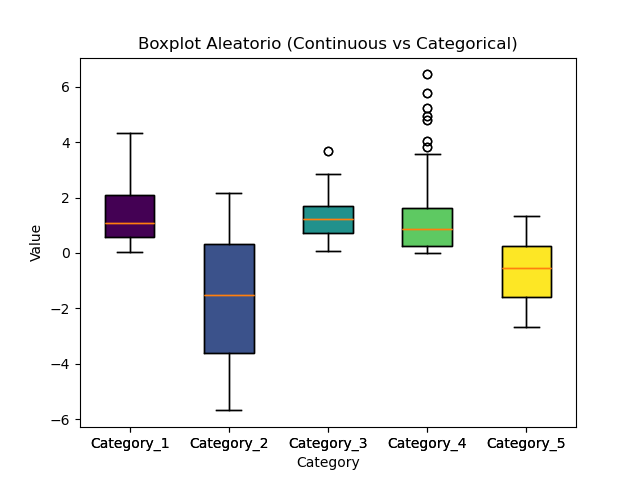 Boxplot Aleatorio (Continuous vs Categorical)
Value
6
4
2
0
−2
−4
−6
Category_1 Category_2 Category_3 Category_4 Category_5
Category